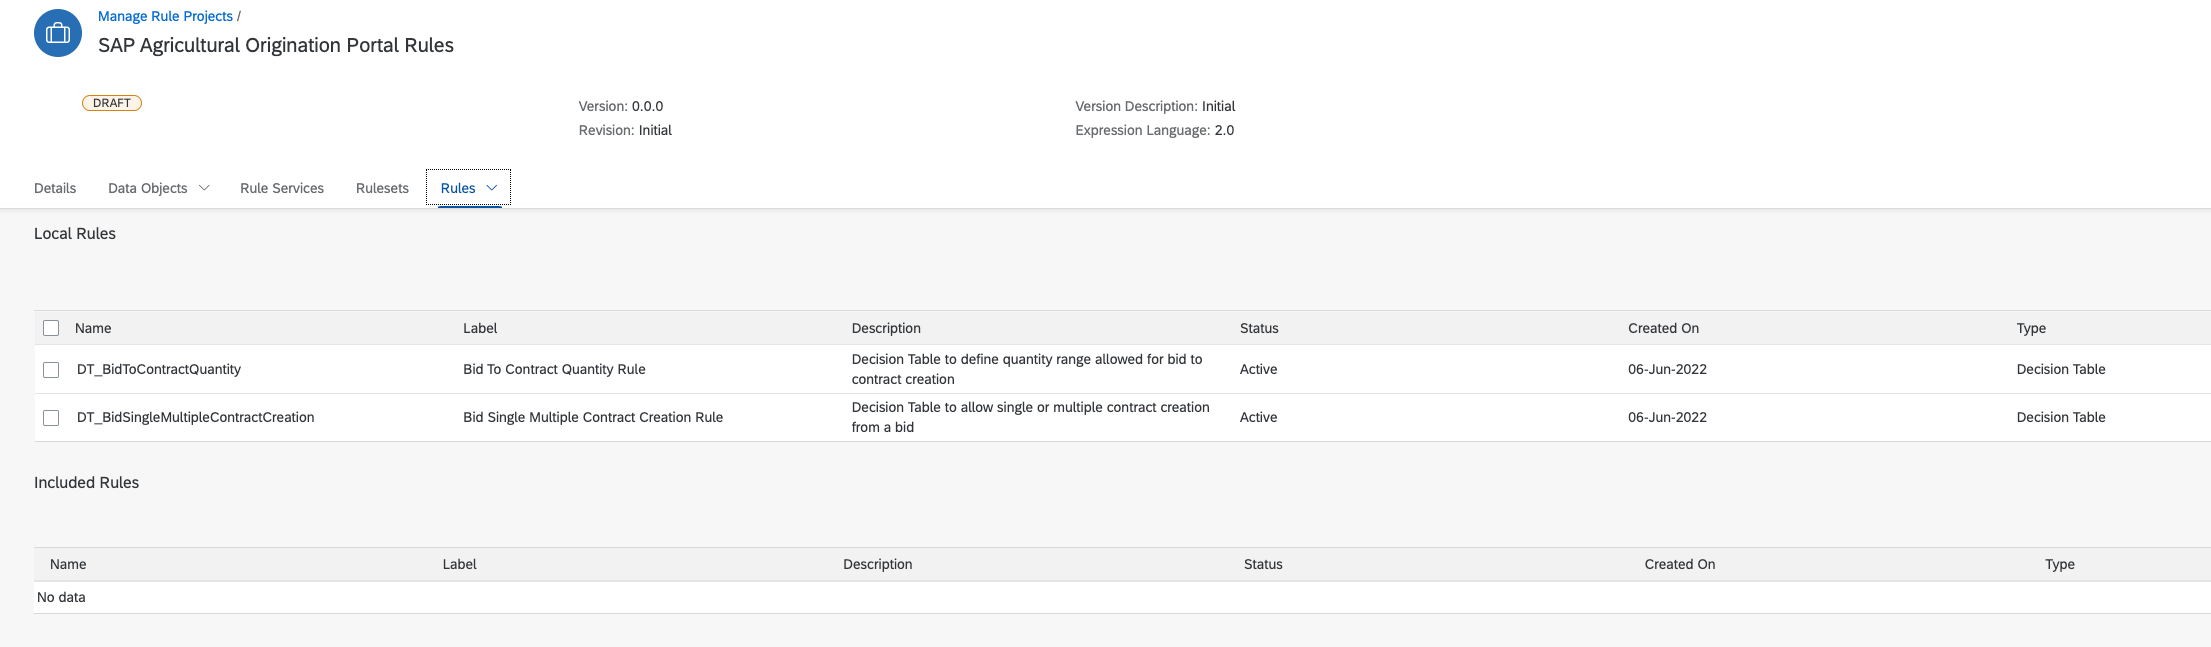 Manage Rule Projects /
SAP Agricultural Origination Portal Rules
DRAFT
Version: 0.0.0
Version Description: Initial
Revision: Initial
Expression Language: 2.0
Details Data Objects Rule Services Rulesets Rules
Local Rules
Name Label Description Status Created On Type
DT_BidToContractQuantity Bid To Contract Quantity Rule Decision Table to define quantity range allowed for bid to
contract creation
Active 06-Jun-2022 Decision Table
DT_BidSingleMultipleContractCreation Bid Single Multiple Contract Creation Rule Decision Table to allow single or multiple contract creation
from a bid
Active 06-Jun-2022 Decision Table
Included Rules
Name Label Description Status Created On Type
No data